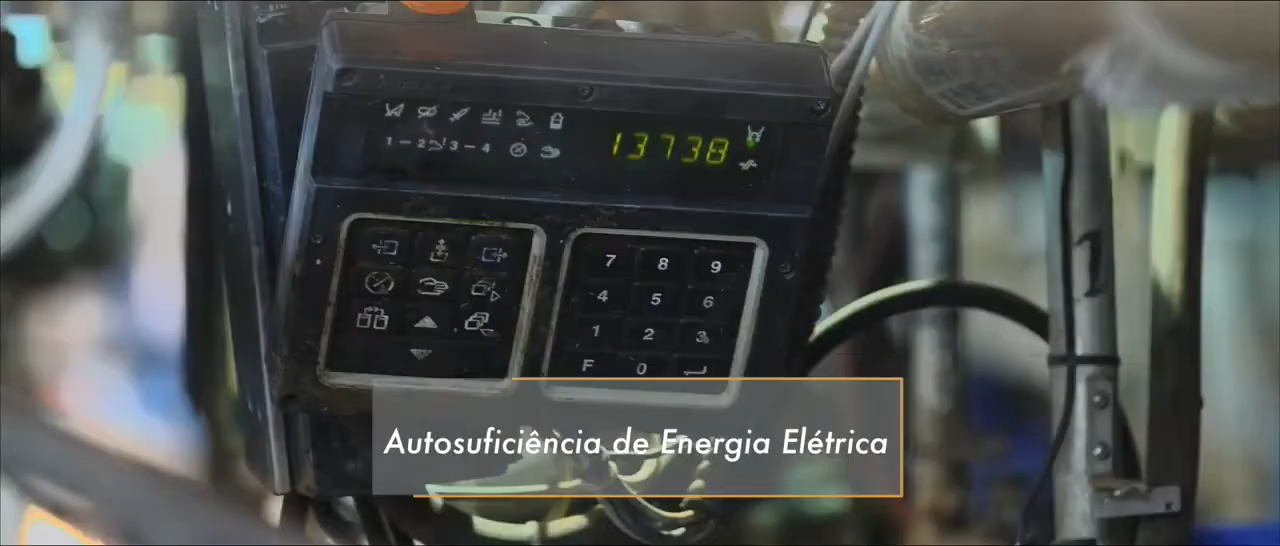 13738
1 - 2 3 - 4
7 8 9
4 5 6
1 2 3
F 0
Autosuficiência de Energia Elétrica